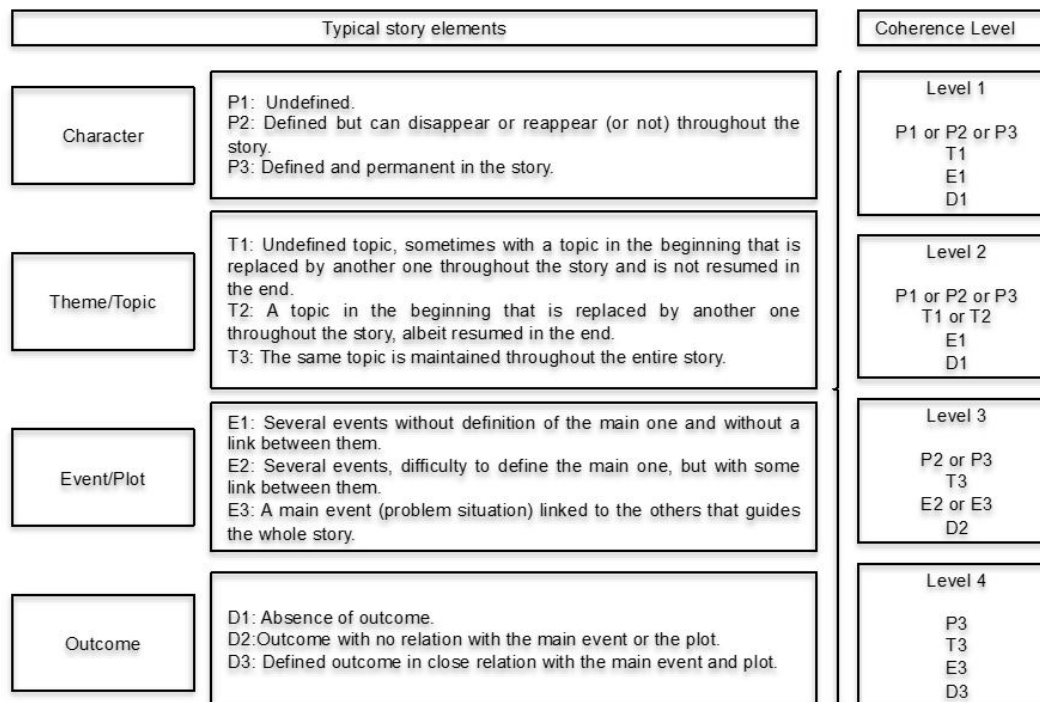 Typical story elements
Coherence Level
Character
P1: Undefined.
P2: Defined but can disappear or reappear (or not) throughout the
story.
P3: Defined and permanent in the story.
Level 1
P1 or P2 or P3
T1
E1
D1
Theme/Topic
T1: Undefined topic, sometimes with a topic in the beginning that is
replaced by another one throughout the story and is not resumed in
the end.
T2: A topic in the beginning that is replaced by another one
throughout the story, albeit resumed in the end.
T3: The same topic is maintained throughout the entire story.
Level 2
P1 or P2 or P3
T1 or T2
E1
D1
Event/Plot
E1: Several events without definition of the main one and without a
link between them.
E2: Several events, difficulty to define the main one, but with some
link between them.
E3: A main event (problem situation) linked to the others that guides
the whole story.
Level 3
P2 or P3
T3
E2 or E3
D2
Outcome
D1: Absence of outcome.
D2:Outcome with no relation with the main event or the plot.
D3: Defined outcome in close relation with the main event and plot.
Level 4
P3
T3
E3
D3